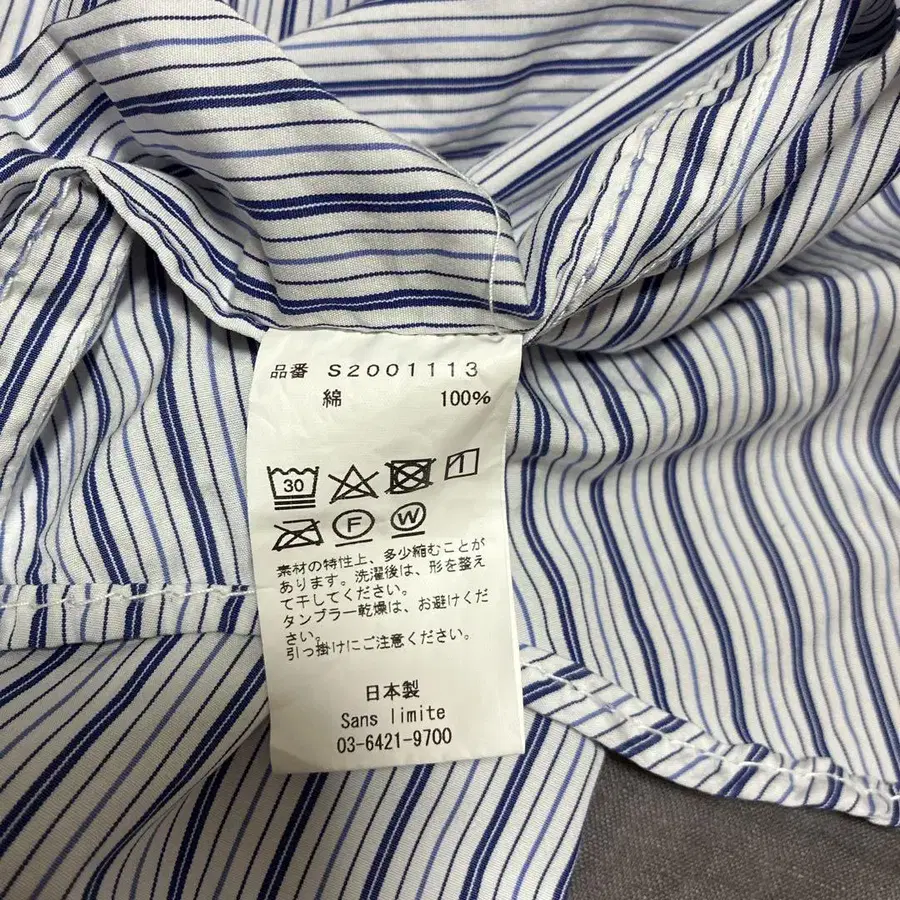 品番 S2001113
綿 100%
30
F W
素材の特性上、多少縮むことが
あります。洗濯後は、形を整え
て干してください。
タンブラー乾燥は、お避けくだ
さい。
引っ掛けにご注意ください。
日本製
Sans limite
03-6421-9700